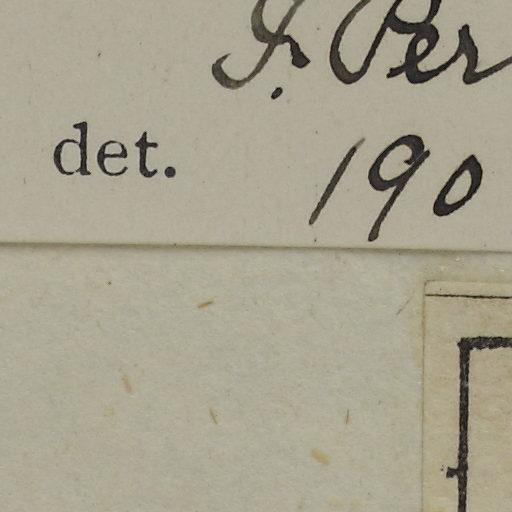 J. Per
det. 190